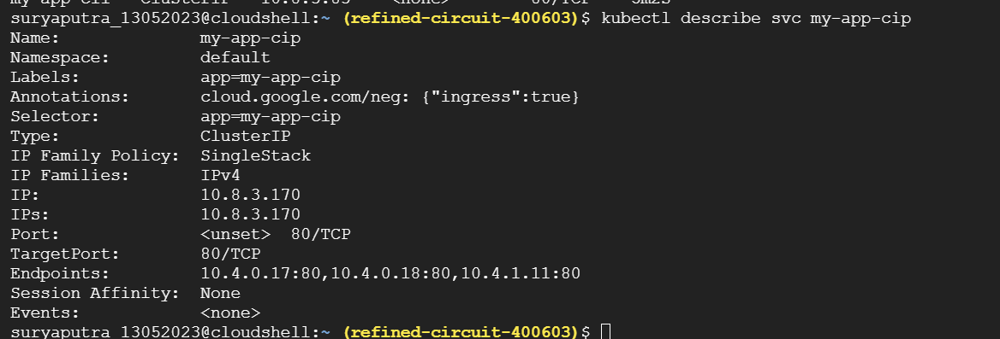 suryaputra_13052023@cloudshell:~ (refined-circuit-400603)$ kubectl describe svc my-app-cip
Name:              my-app-cip
Namespace:         default
Labels:            app=my-app-cip
Annotations:       cloud.google.com/neg: {"ingress":true}
Selector:          app=my-app-cip
Type:              ClusterIP
IP Family Policy:  SingleStack
IP Families:       IPv4
IP:                10.8.3.170
IPs:               10.8.3.170
Port:              <unset>  80/TCP
TargetPort:        80/TCP
Endpoints:         10.4.0.17:80,10.4.0.18:80,10.4.1.11:80
Session Affinity:  None
Events:            <none>
suryaputra_13052023@cloudshell:~ (refined-circuit-400603)$